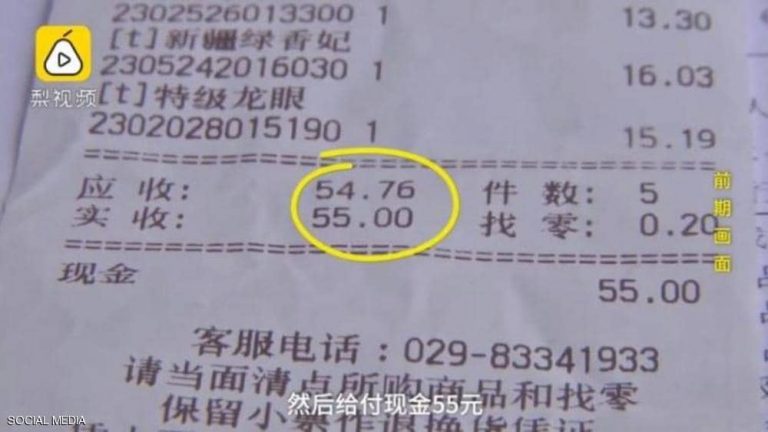 2302526013300 1 13.30
[t]新疆绿香妃
2305242016030 1 16.03
[t]特级龙眼
2302028015190 1 15.19
应收: 54.76 件数: 5
实收: 55.00 找零: 0.20
现金 55.00
客服电话:029-83341933
请当面清点所购商品和找零
保留小票作退换货凭证
梨视频
前期画面
然后给付现金55元
SOCIAL MEDIA